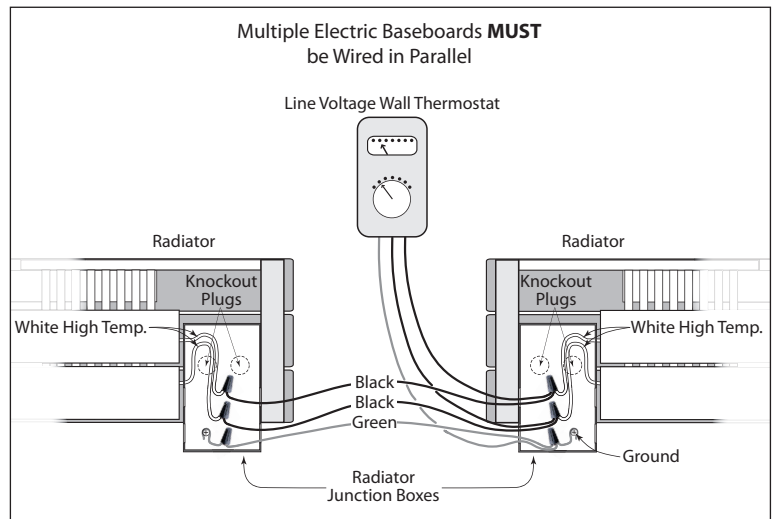 Multiple Electric Baseboards MUST
be Wired in Parallel
Line Voltage Wall Thermostat
Radiator
Radiator
Knockout
Plugs
Knockout
Plugs
White High Temp.
White High Temp.
Black
Black
Green
Ground
Radiator
Junction Boxes